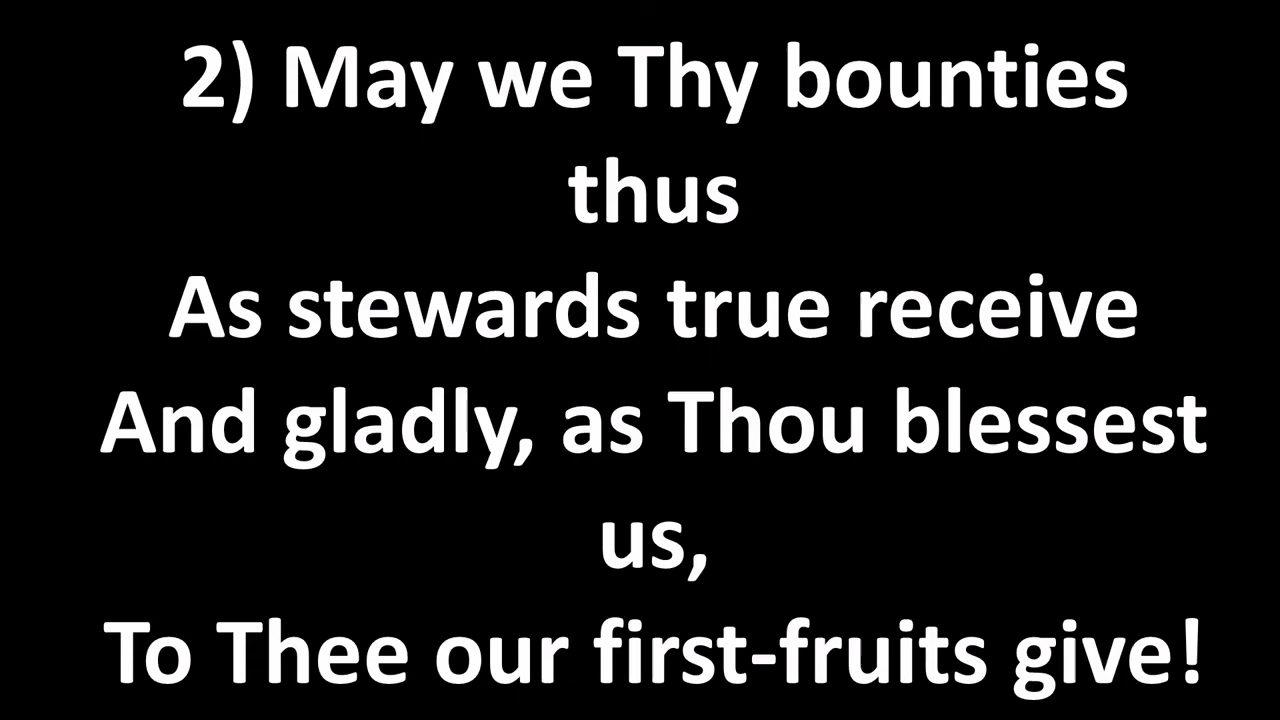 2) May we Thy bounties
thus
As stewards true receive
And gladly, as Thou blessest
us,
To Thee our first-fruits give!